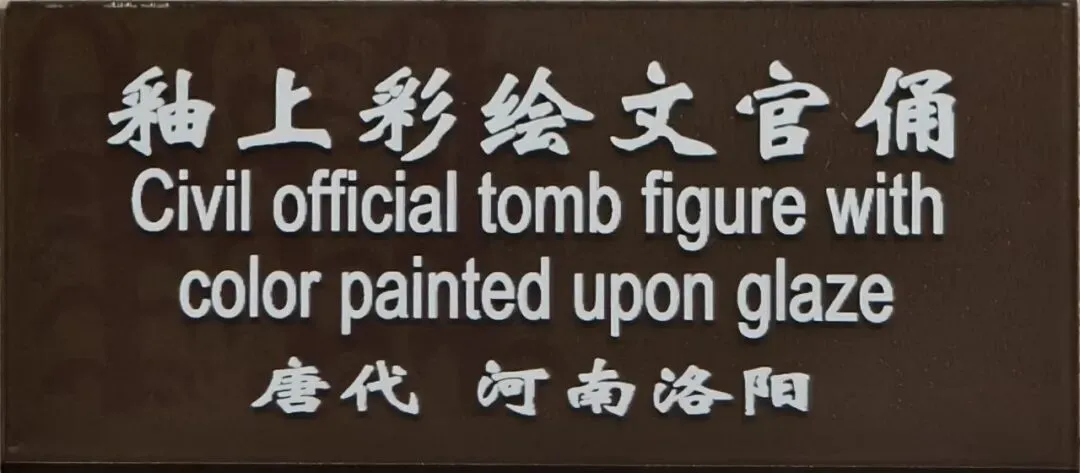 釉上彩绘文官俑
Civil official tomb figure with
color painted upon glaze
唐代 河南洛阳